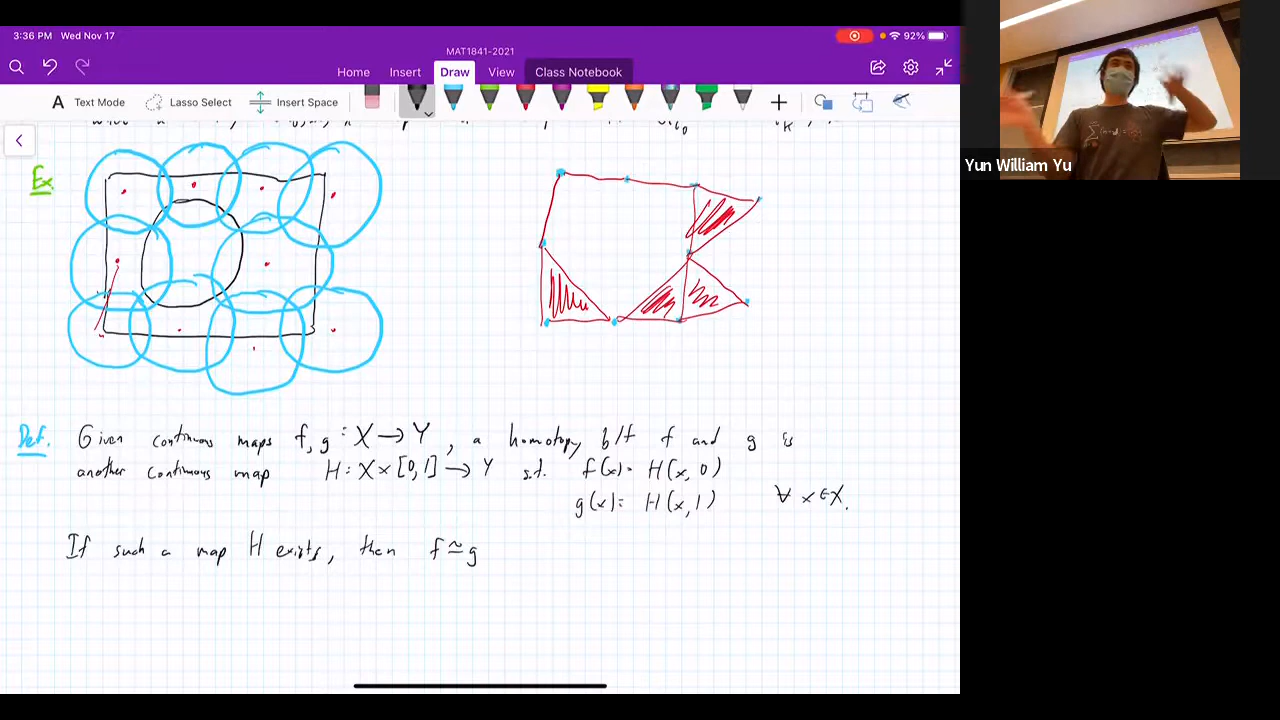 3:36 PM Wed Nov 17
92%
MAT1841-2021
Home Insert Draw View Class Notebook
Text Mode Lasso Select Insert Space
Ex
Def. Given continuous maps f, g : X → Y, a homotopy b/t f and g is
another continuous map H : X × [0, 1] → Y s.t. f(x) = H(x, 0)
g(x) = H(x, 1) ∀ x ∈ X.
If such a map H exists, then f ≃ g
Yun William Yu